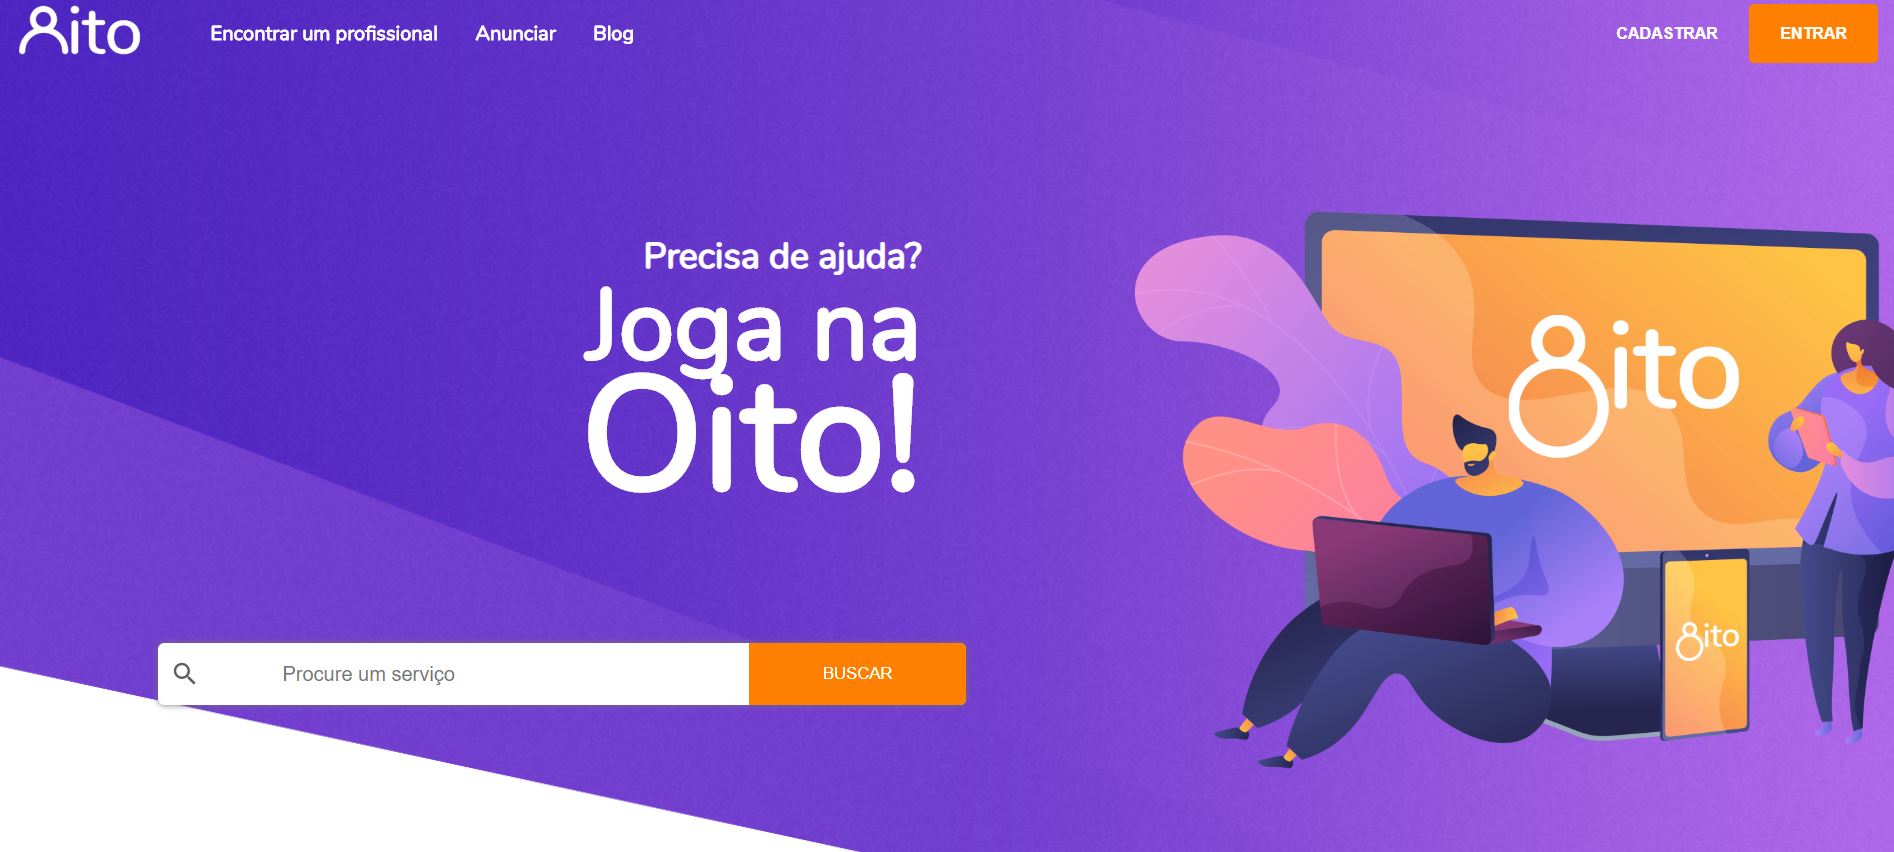 8ito
Encontrar um profissional
Anunciar
Blog
CADASTRAR
ENTRAR
Precisa de ajuda?
Joga na
Oito!
8ito
Procure um serviço
BUSCAR
8ito